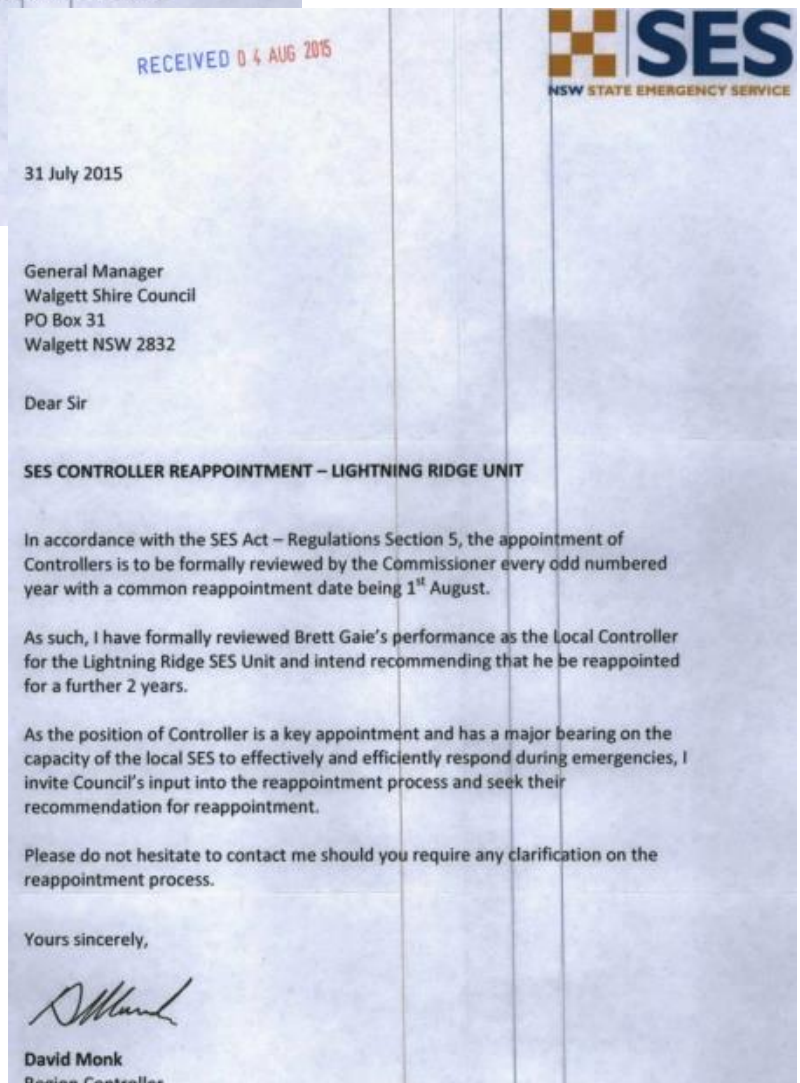 RECEIVED 04 AUG 2015
SES
NSW STATE EMERGENCY SERVICE
31 July 2015
General Manager
Walgett Shire Council
PO Box 31
Walgett NSW 2832
Dear Sir
SES CONTROLLER REAPPOINTMENT – LIGHTNING RIDGE UNIT
In accordance with the SES Act – Regulations Section 5, the appointment of
Controllers is to be formally reviewed by the Commissioner every odd numbered
year with a common reappointment date being 1st August.
As such, I have formally reviewed Brett Gaie's performance as the Local Controller
for the Lightning Ridge SES Unit and intend recommending that he be reappointed
for a further 2 years.
As the position of Controller is a key appointment and has a major bearing on the
capacity of the local SES to effectively and efficiently respond during emergencies, I
invite Council's input into the reappointment process and seek their
recommendation for reappointment.
Please do not hesitate to contact me should you require any clarification on the
reappointment process.
Yours sincerely,
David Monk
Region Controller